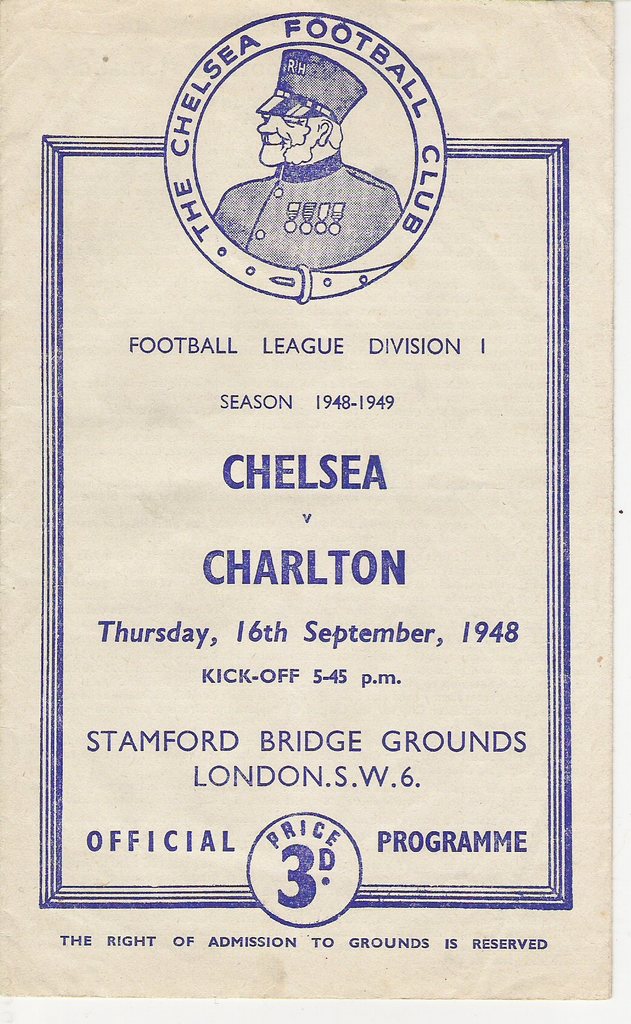 THE CHELSEA FOOTBALL CLUB
RH
FOOTBALL LEAGUE DIVISION I
SEASON 1948-1949
CHELSEA
v
CHARLTON
Thursday, 16th September, 1948
KICK-OFF 5-45 p.m.
STAMFORD BRIDGE GROUNDS
LONDON.S.W.6.
OFFICIAL PRICE 3D. PROGRAMME
THE RIGHT OF ADMISSION TO GROUNDS IS RESERVED